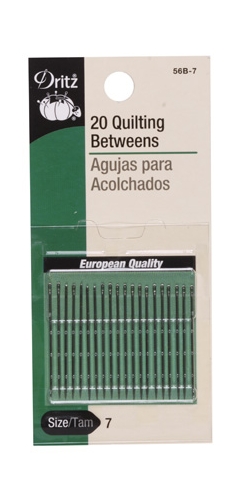 56B-7
Dritz
20 Quilting
Betweens
Agujas para
Acolchados
European Quality
Size/Tam 7